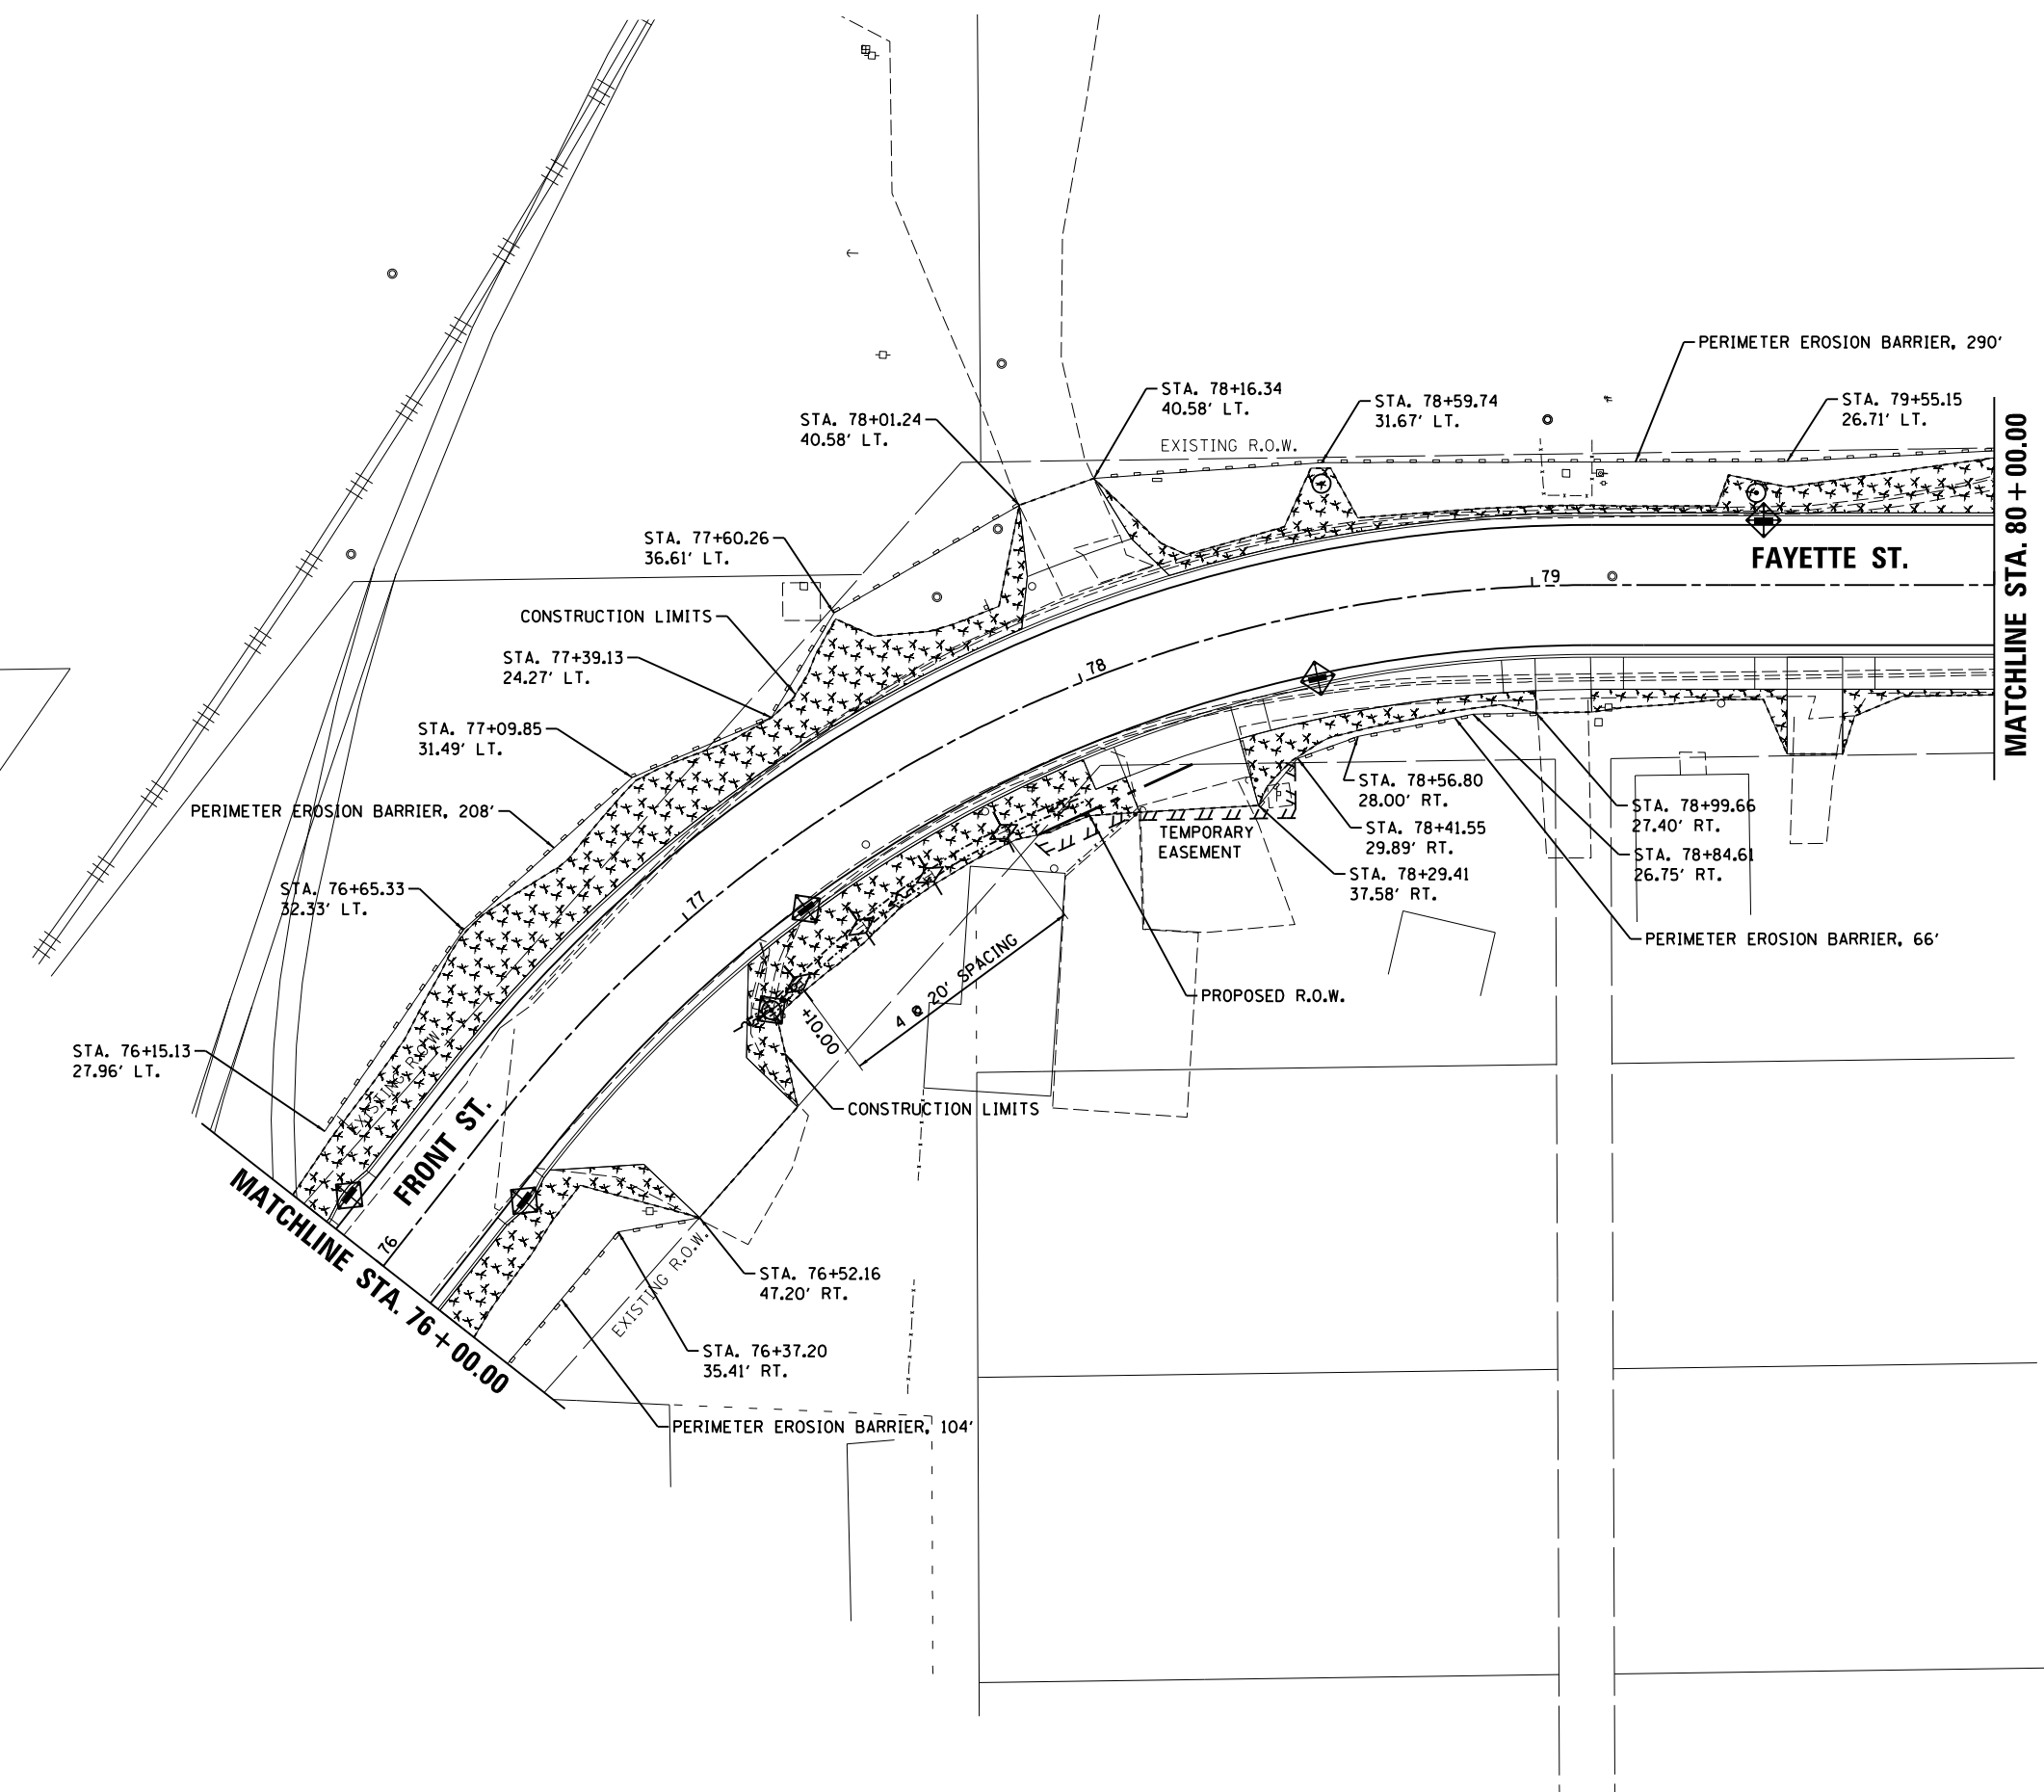 PERIMETER EROSION BARRIER, 290'
STA. 78+16.34
40.58' LT.
STA. 78+59.74
31.67' LT.
STA. 79+55.15
26.71' LT.
STA. 78+01.24
40.58' LT.
EXISTING R.O.W.
MATCHLINE STA. 80+00.00
STA. 77+60.26
36.61' LT.
FAYETTE ST.
79
CONSTRUCTION LIMITS
STA. 77+39.13
24.27' LT.
78
STA. 77+09.85
31.49' LT.
STA. 78+56.80
28.00' RT.
STA. 78+99.66
27.40' RT.
PERIMETER EROSION BARRIER, 208'
TEMPORARY
EASEMENT
P
STA. 78+41.55
29.89' RT.
STA. 78+84.61
26.75' RT.
STA. 78+29.41
37.58' RT.
STA. 76+65.33
32.33' LT.
77
PERIMETER EROSION BARRIER, 66'
4 @ 20' SPACING
PROPOSED R.O.W.
+10.00
STA. 76+15.13
27.96' LT.
EXISTING R.O.W.
CONSTRUCTION LIMITS
FRONT ST.
MATCHLINE STA. 76+00.00
76
EXISTING R.O.W.
STA. 76+52.16
47.20' RT.
STA. 76+37.20
35.41' RT.
PERIMETER EROSION BARRIER, 104'